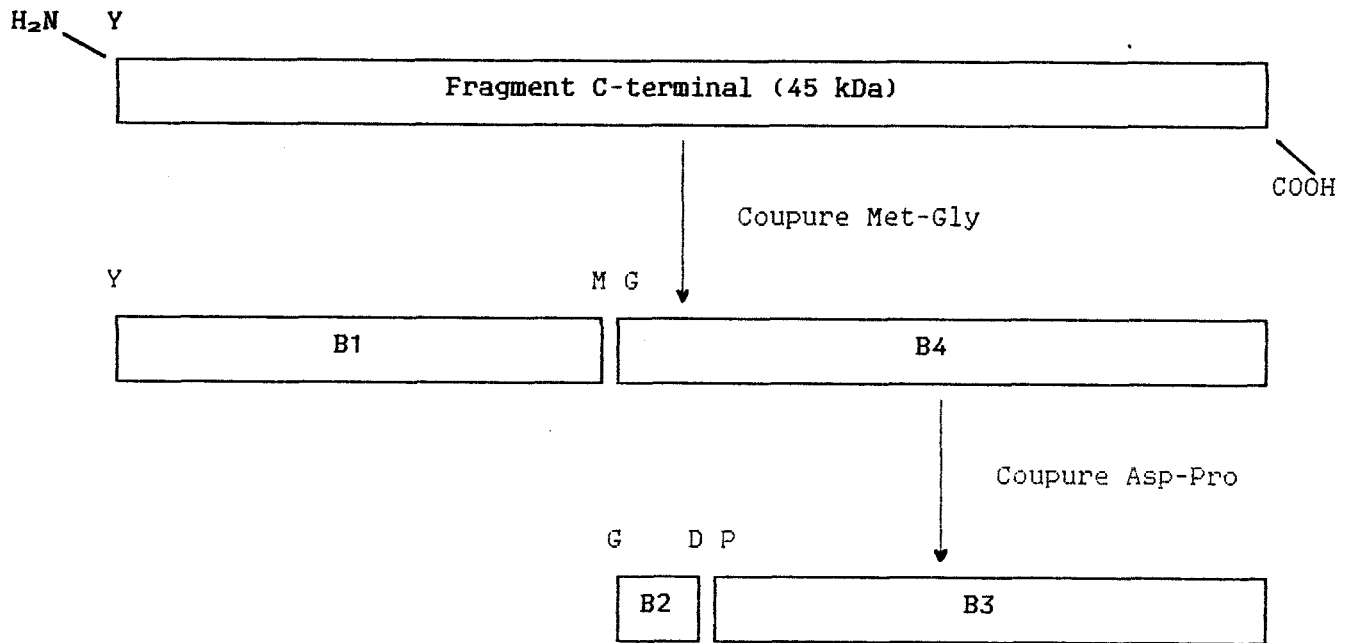 H₂N Y
Fragment C-terminal (45 kDa)
COOH
Coupure Met-Gly
Y M G
B1 B4
Coupure Asp-Pro
G D P
B2 B3